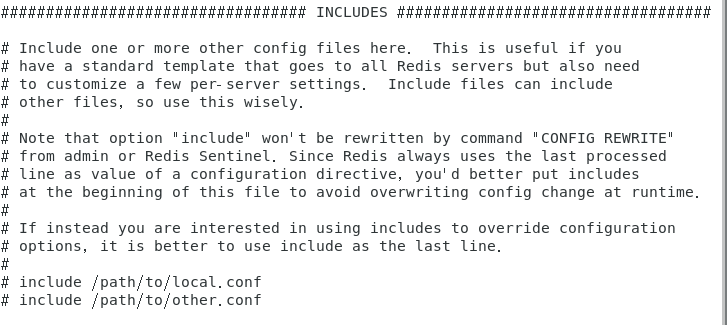 ################################## INCLUDES ###################################
# Include one or more other config files here.  This is useful if you
# have a standard template that goes to all Redis servers but also need
# to customize a few per-server settings.  Include files can include
# other files, so use this wisely.
#
# Note that option "include" won't be rewritten by command "CONFIG REWRITE"
# from admin or Redis Sentinel. Since Redis always uses the last processed
# line as value of a configuration directive, you'd better put includes
# at the beginning of this file to avoid overwriting config change at runtime.
#
# If instead you are interested in using includes to override configuration
# options, it is better to use include as the last line.
#
# include /path/to/local.conf
# include /path/to/other.conf